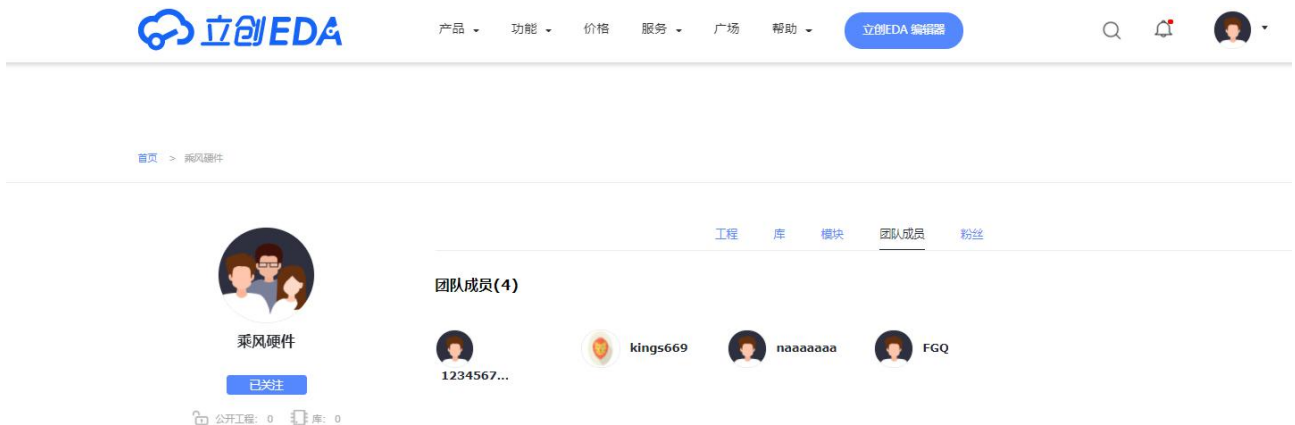 立创EDA 产品 功能 价格 服务 广场 帮助 立创EDA 编辑器
首页 > 乘风硬件
工程 库 模块 团队成员 粉丝
团队成员(4)
乘风硬件
kings669 naaaaaaa FGQ
1234567...
已关注
公开工程: 0 库: 0